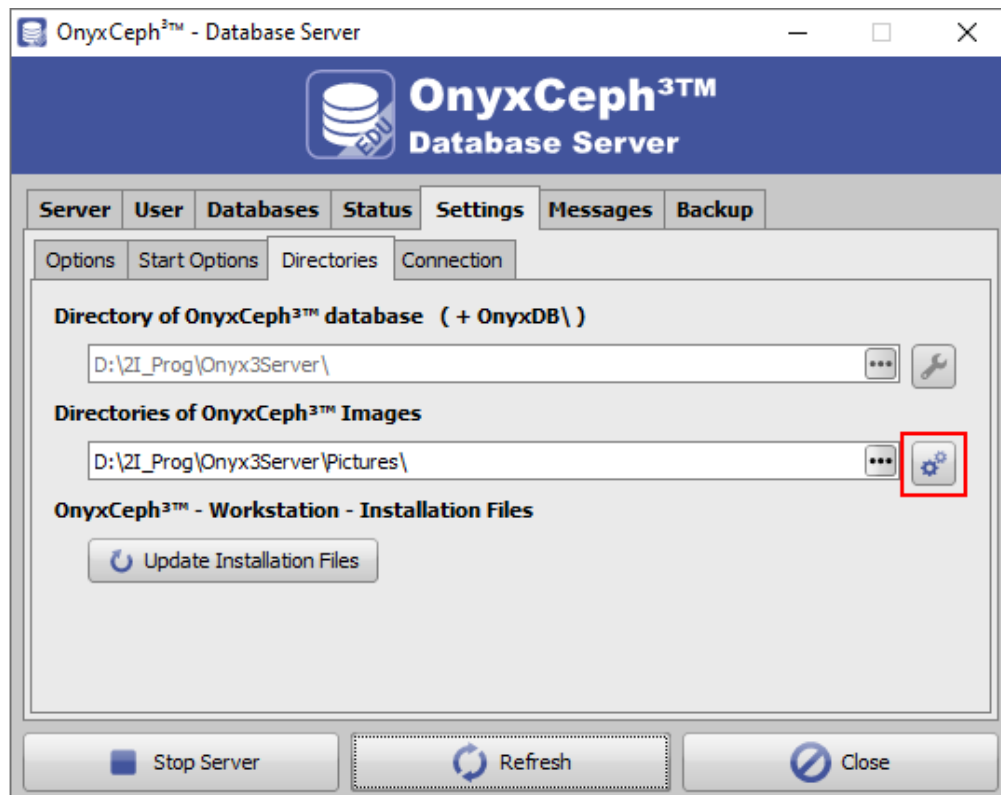 OnyxCeph³™ - Database Server
EDU
OnyxCeph³TM
Database Server
Server User Databases Status Settings Messages Backup
Options Start Options Directories Connection
Directory of OnyxCeph³™ database ( + OnyxDB\ )
D:\2I_Prog\Onyx3Server\
Directories of OnyxCeph³™ Images
D:\2I_Prog\Onyx3Server\Pictures\
OnyxCeph³™ - Workstation - Installation Files
Update Installation Files
Stop Server Refresh Close